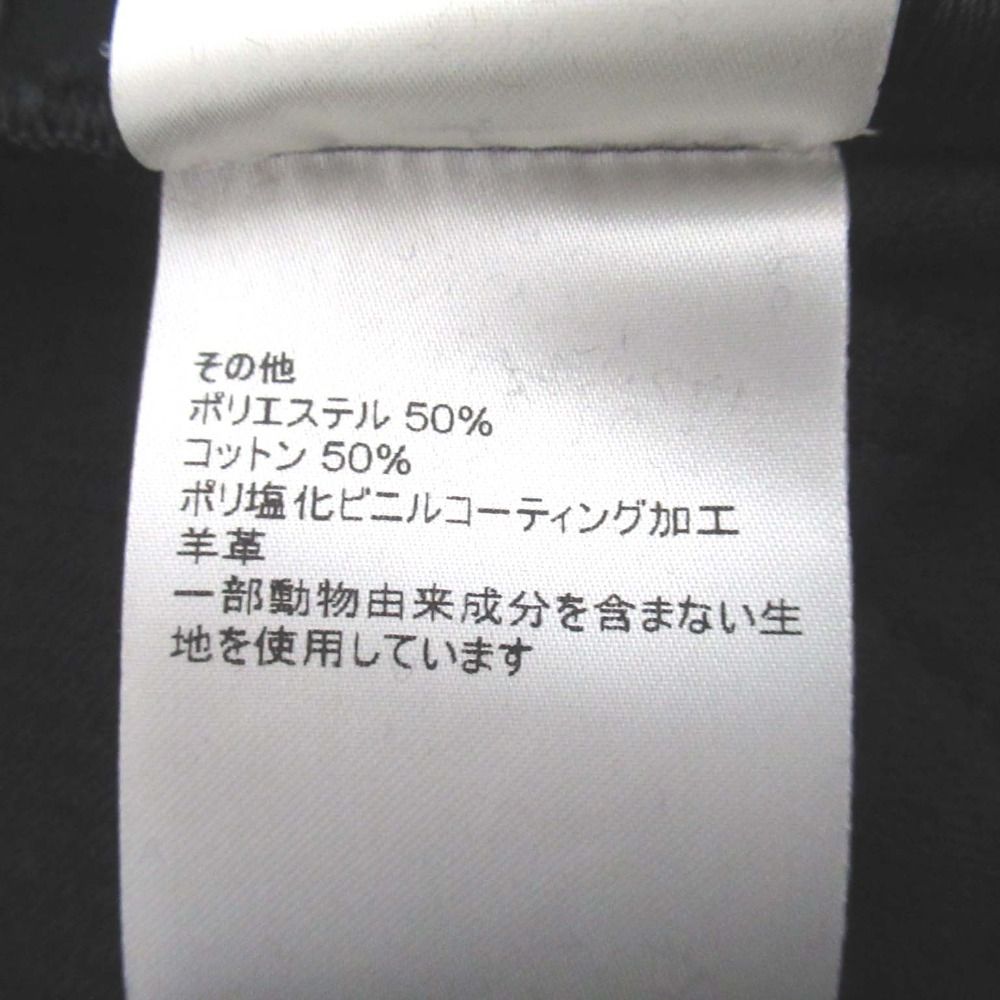 その他
ポリエステル 50%
コットン 50%
ポリ塩化ビニルコーティング加工
羊革
一部動物由来成分を含まない生
地を使用しています